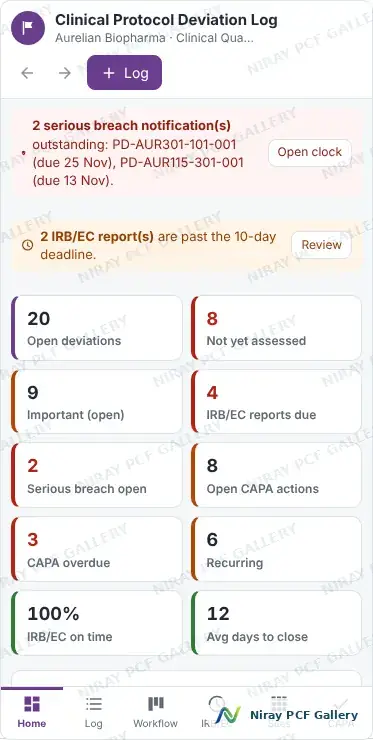 Clinical Protocol Deviation Log
Aurelian Biopharma · Clinical Qua...
Log
2 serious breach notification(s)
outstanding: PD-AUR301-101-001
(due 25 Nov), PD-AUR115-301-001
(due 13 Nov).
Open clock
2 IRB/EC report(s) are past the 10-day
deadline.
Review
20
Open deviations
8
Not yet assessed
9
Important (open)
4
IRB/EC reports due
2
Serious breach open
8
Open CAPA actions
3
CAPA overdue
6
Recurring
100%
IRB/EC on time
12
Avg days to close
Home
Log
Workflow
Niray PCF Gallery
NIRAY PCF GALLERY